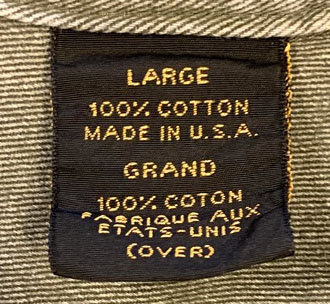 LARGE
100% COTTON
MADE IN U.S.A.
GRAND
100% COTON
FABRIQUE AUX
ETATS-UNIS
(OVER)